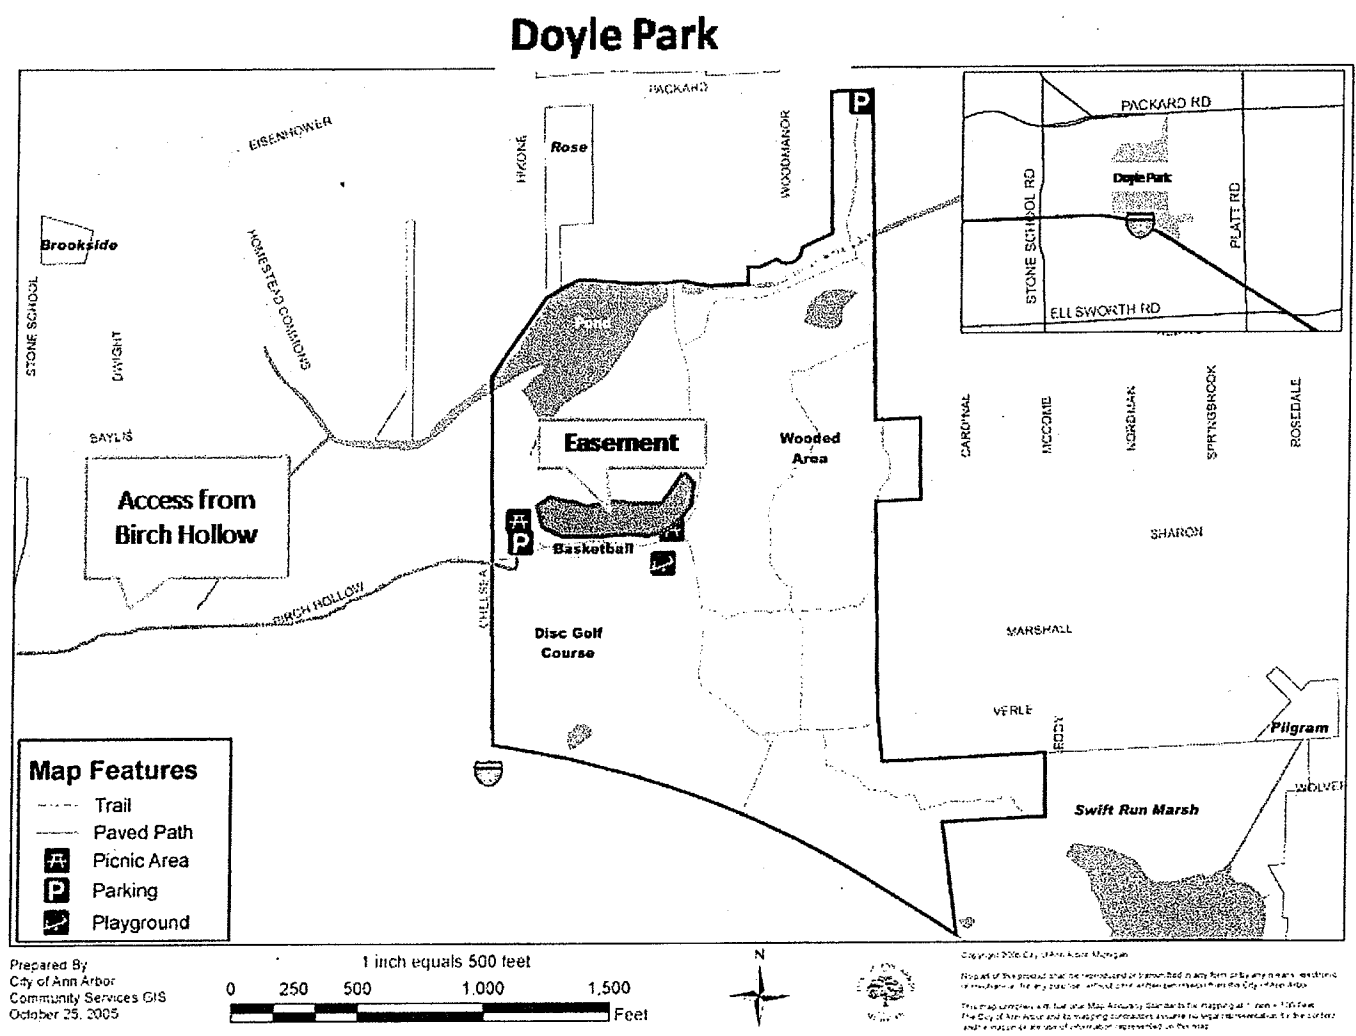 Doyle Park
PACKARD
EISENHOWER
Rose
WOODMANOR
P
PACKARD RD
Doyle Park
STONE SCHOOL RD
PLATT RD
ELLSWORTH RD
Brookside
HOMESTEAD COMMONS
STONE SCHOOL
DWIGHT
Pond
BAYLIS
Easement
Wooded
Area
CARDINAL
MCCOMB
NORDMAN
SPRINGBROOK
ROSEDALE
Access from
Birch Hollow
P
Basketball
SHARON
BIRCH HOLLOW
CHELSEA
Disc Golf
Course
MARSHALL
VERLE
EDDY
Pilgram
WOLVER
Swift Run Marsh
Map Features
Trail
Paved Path
Picnic Area
P Parking
Playground
Prepared By
City of Ann Arbor
Community Services GIS
October 25, 2005
1 inch equals 500 feet
0 250 500 1,000 1,500
Feet
N